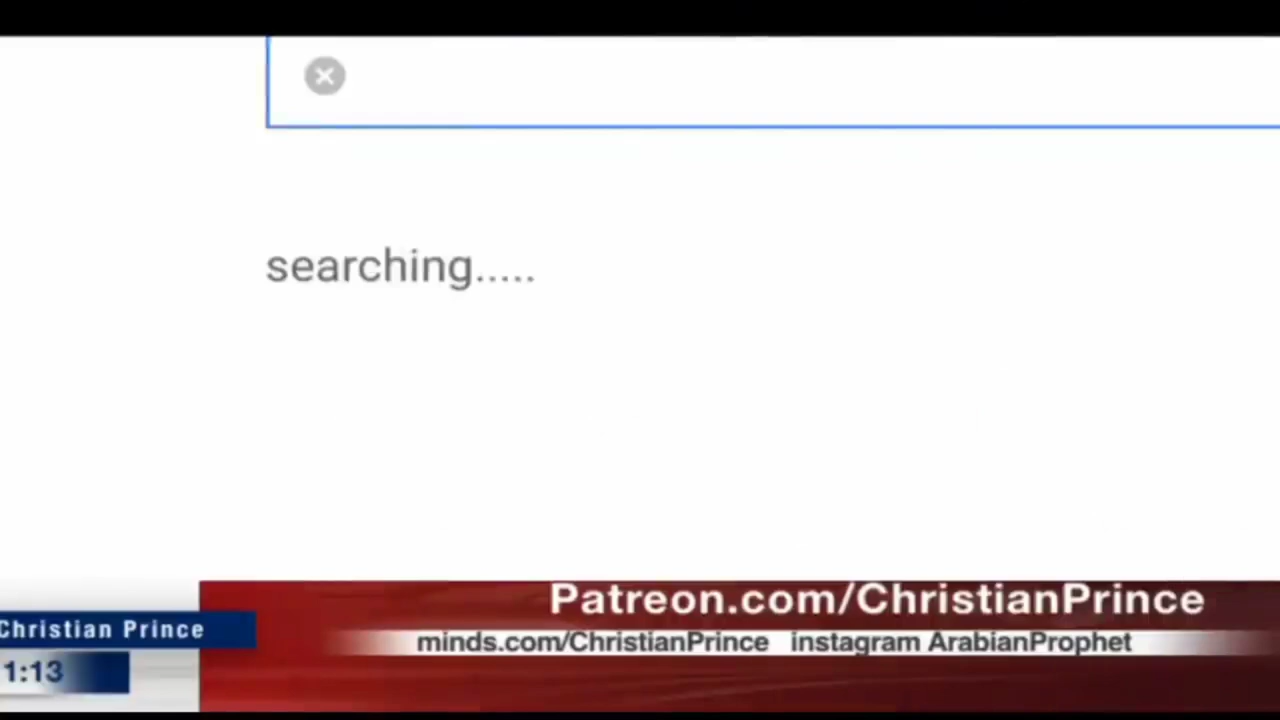 searching.....
Patreon.com/ChristianPrince
Christian Prince
minds.com/ChristianPrince instagram ArabianProphet
1:13